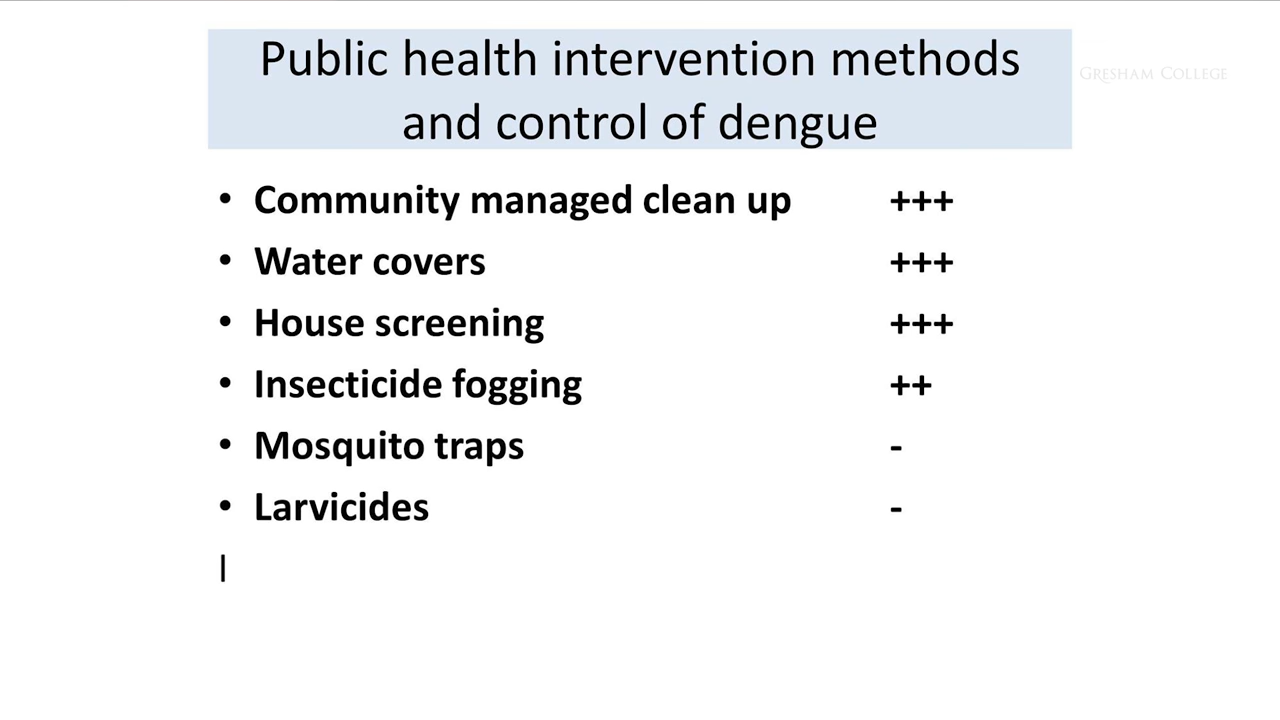 Public health intervention methods
and control of dengue
GRESHAM COLLEGE
• Community managed clean up +++
• Water covers +++
• House screening +++
• Insecticide fogging ++
• Mosquito traps -
• Larvicides -
|